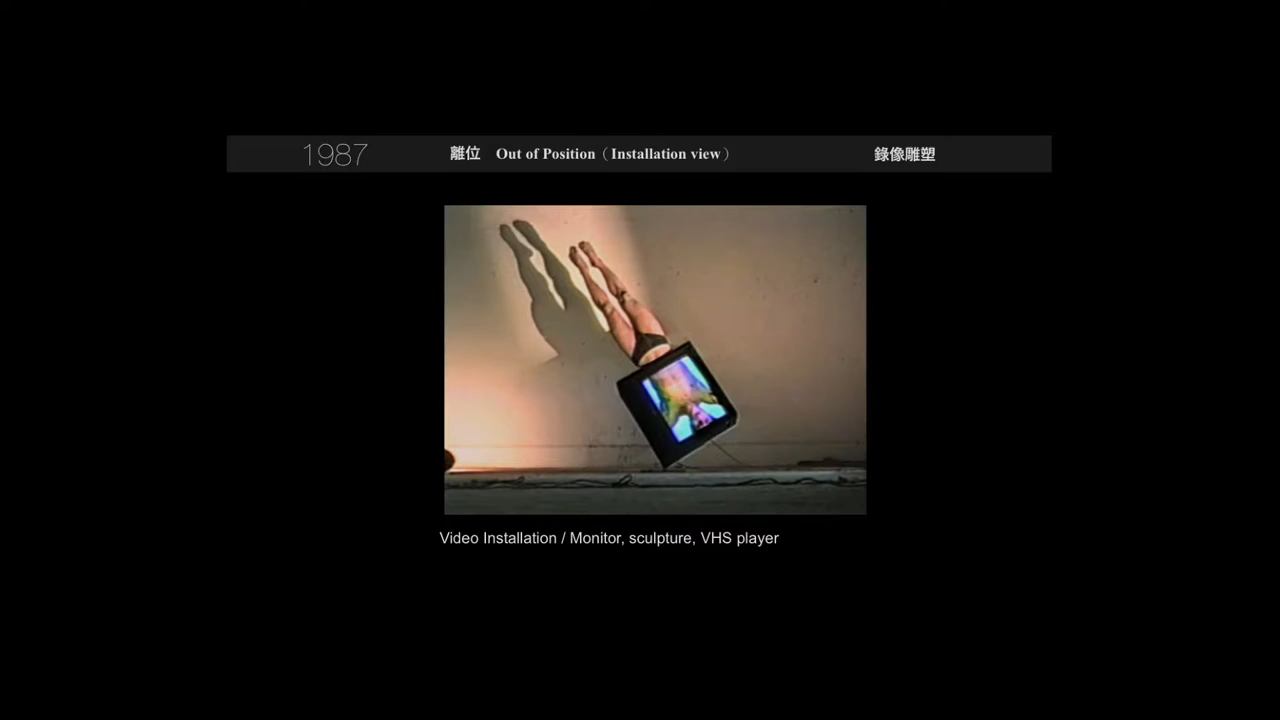 1987 離位 Out of Position（Installation view） 錄像雕塑
Video Installation / Monitor, sculpture, VHS player